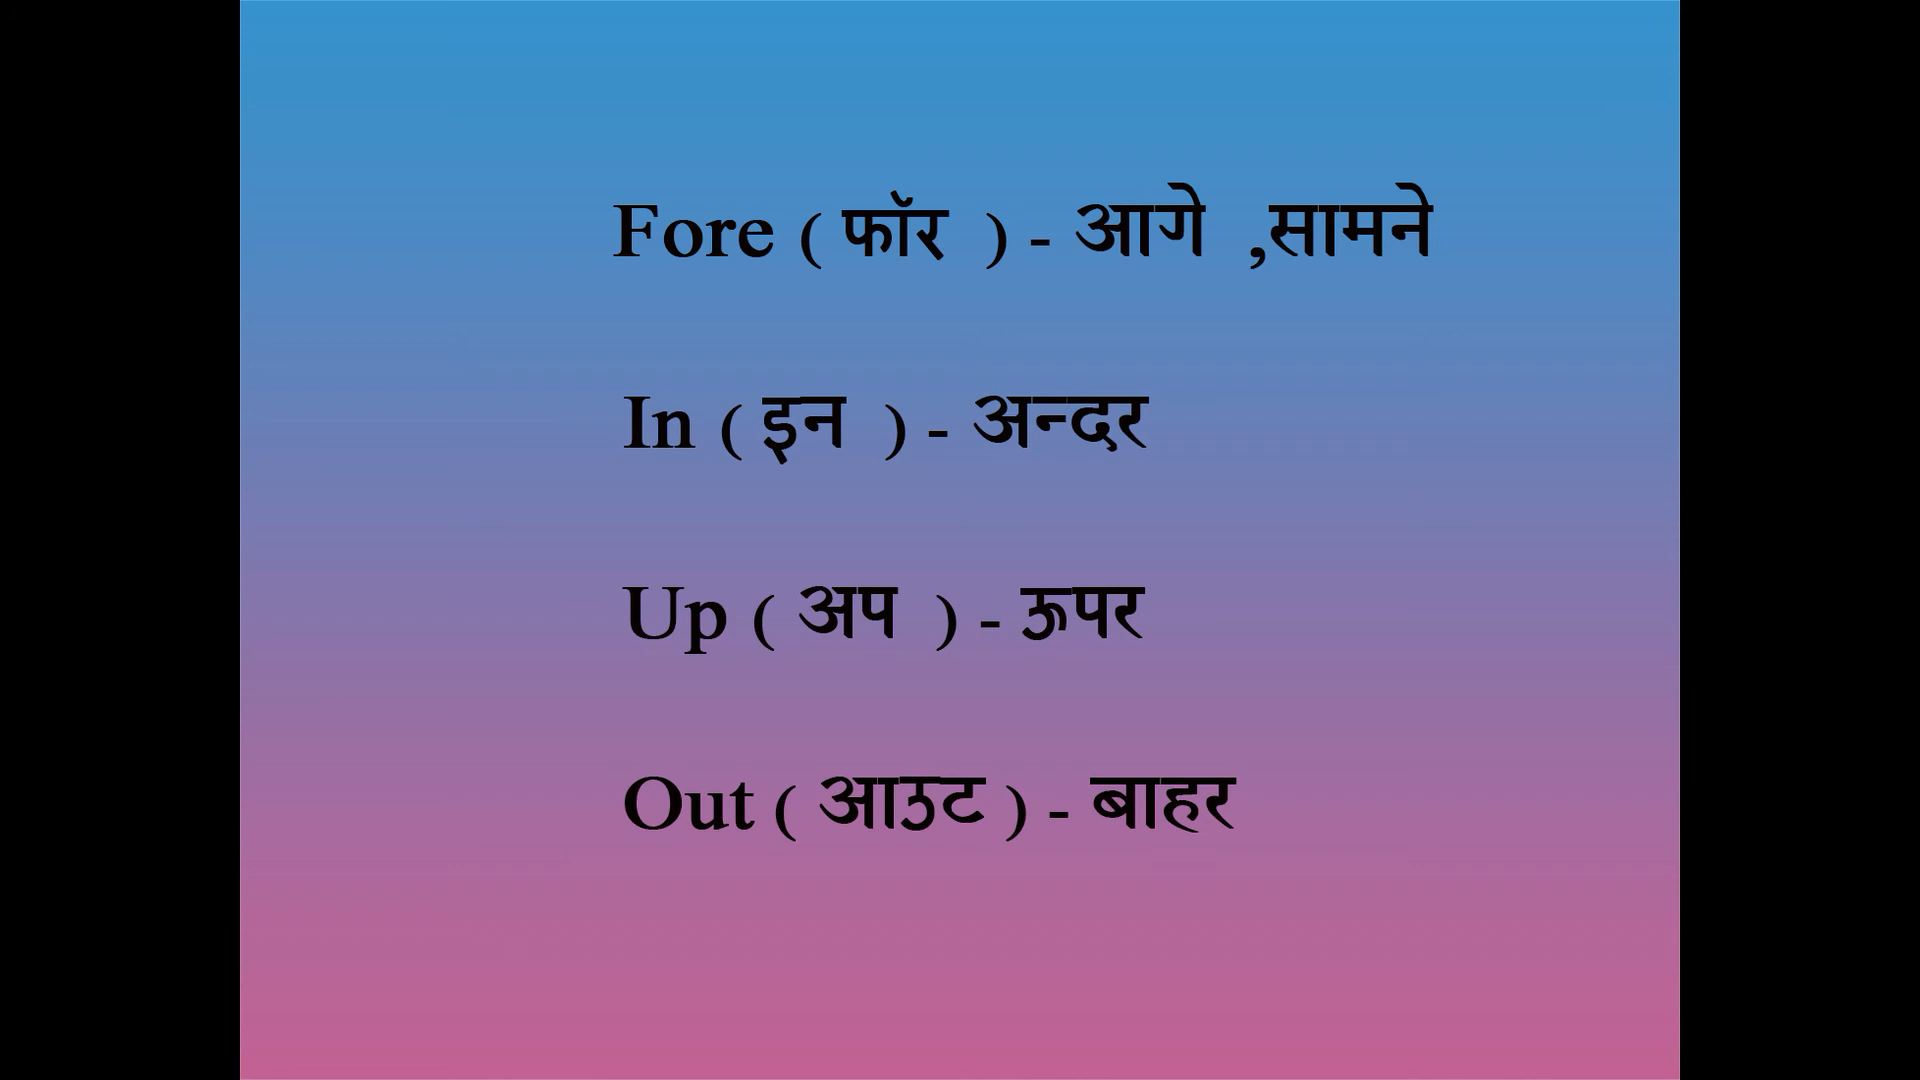 Fore ( फॉर ) - आगे ,सामने
In ( इन ) - अन्दर
Up ( अप ) - ऊपर
Out ( आउट ) - बाहर